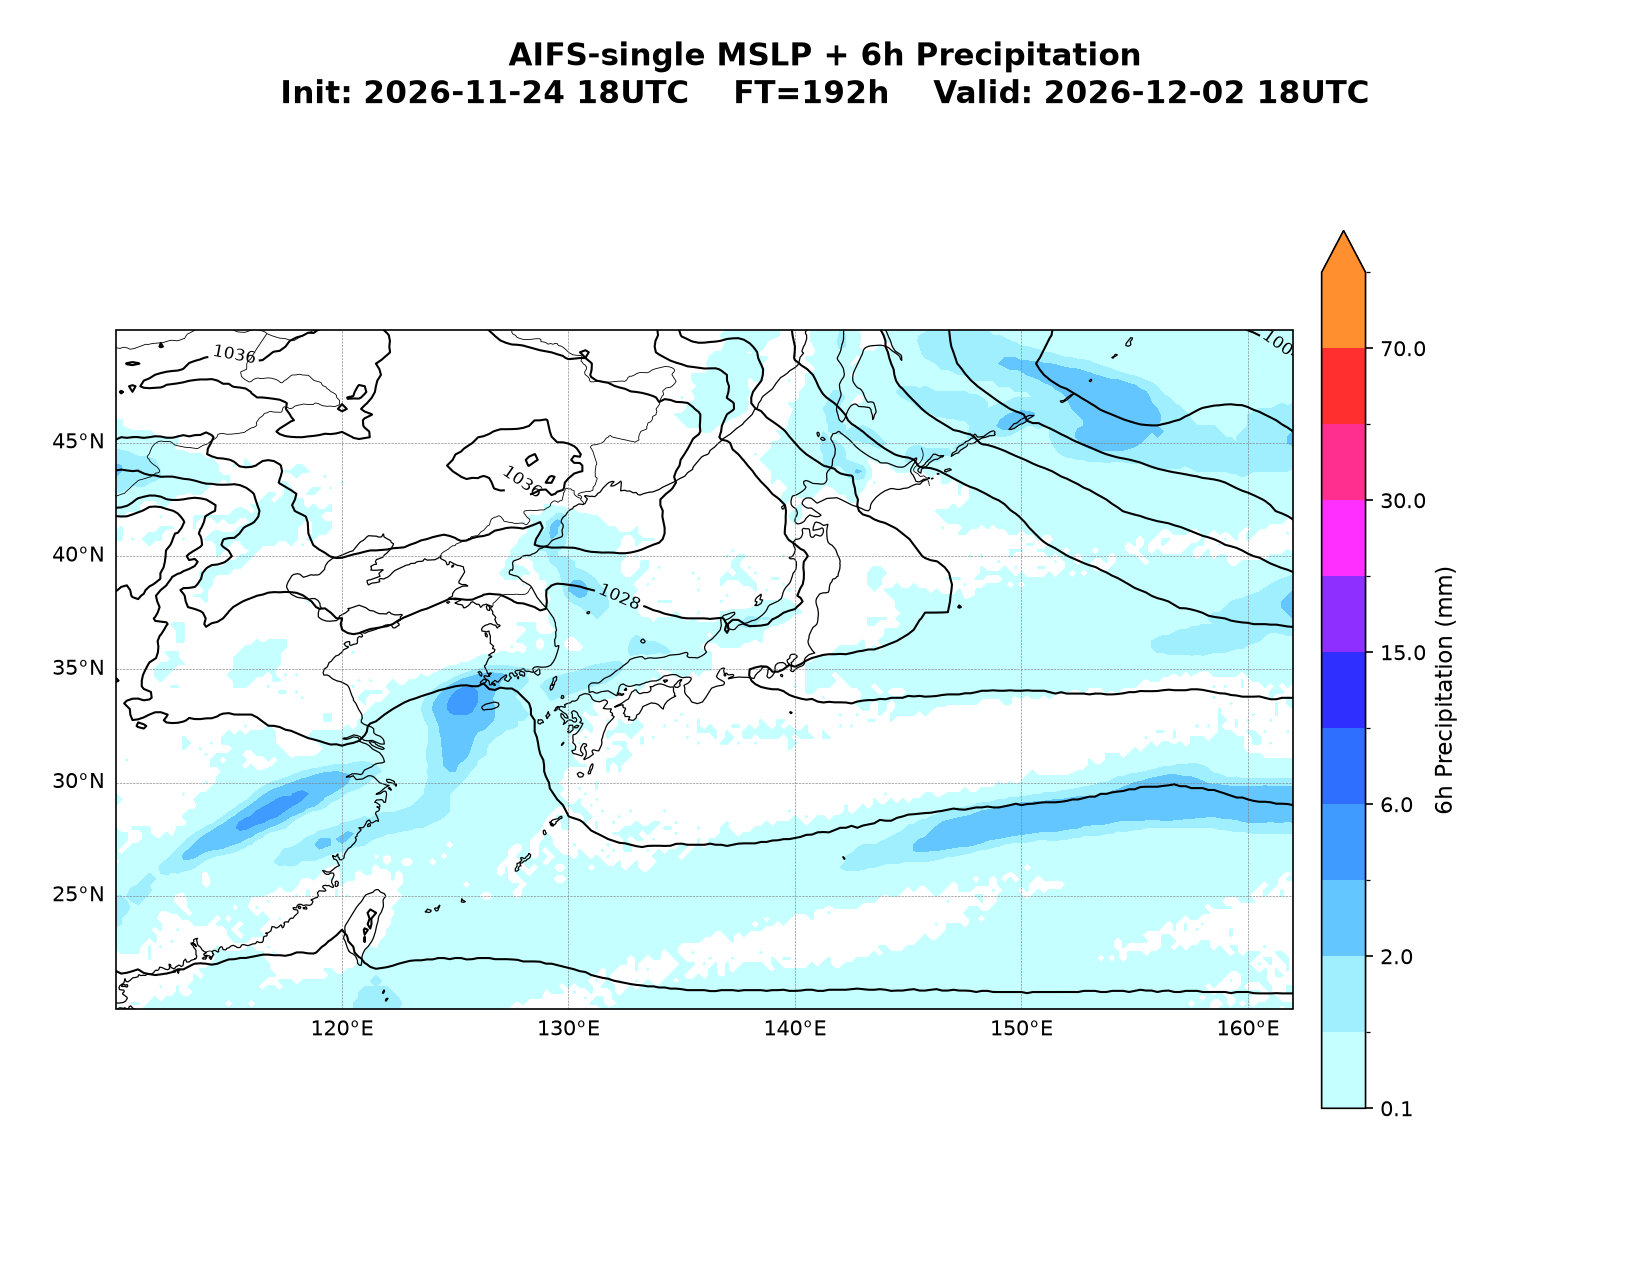 AIFS-single MSLP + 6h Precipitation
Init: 2026-11-24 18UTC    FT=192h    Valid: 2026-12-02 18UTC
1036
1036
1028
45°N
40°N
35°N
30°N
25°N
120°E
130°E
140°E
150°E
160°E
70.0
30.0
15.0
6.0
2.0
0.1
6h Precipitation (mm)